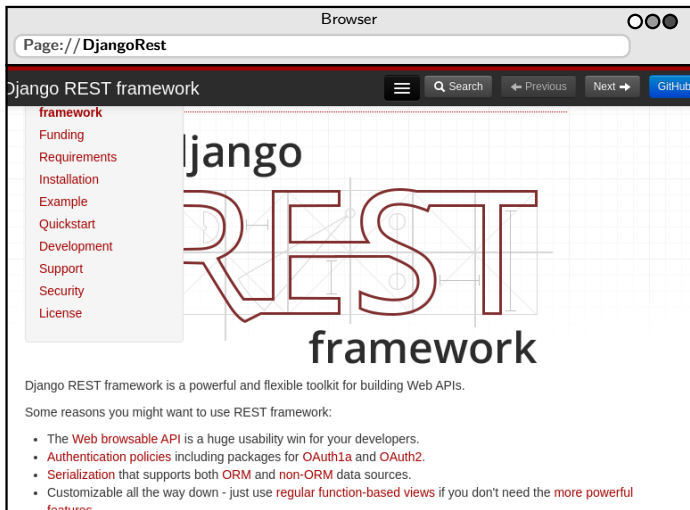 Browser
Page://DjangoRest
Django REST framework
Search
Previous
Next
GitHub
framework
Funding
Requirements
Installation
Example
Quickstart
Development
Support
Security
License
django
REST
framework
Django REST framework is a powerful and flexible toolkit for building Web APIs.
Some reasons you might want to use REST framework:
The Web browsable API is a huge usability win for your developers.
Authentication policies including packages for OAuth1a and OAuth2.
Serialization that supports both ORM and non-ORM data sources.
Customizable all the way down - just use regular function-based views if you don't need the more powerful
features